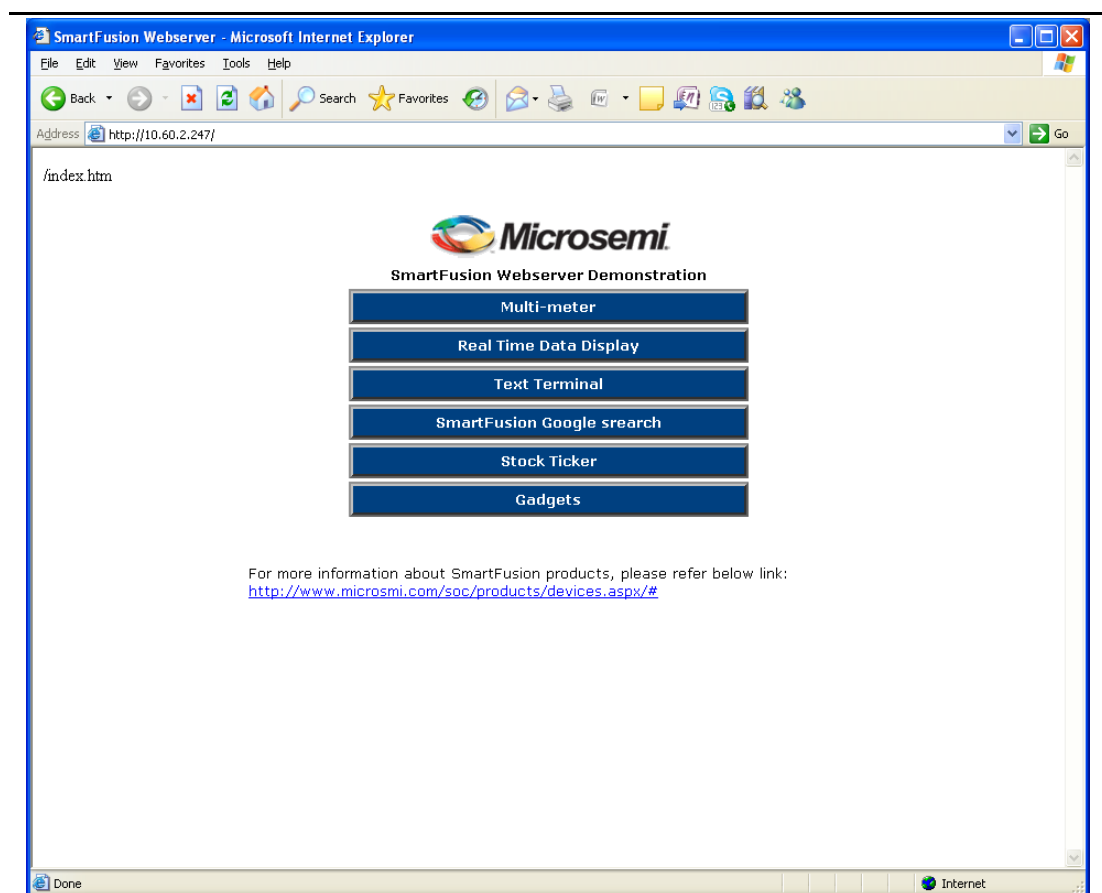 SmartFusion Webserver - Microsoft Internet Explorer
File Edit View Favorites Tools Help
Back Search Favorites
Address http://10.60.2.247/ Go
/index.htm
Microsemi.
SmartFusion Webserver Demonstration
Multi-meter
Real Time Data Display
Text Terminal
SmartFusion Google srearch
Stock Ticker
Gadgets
For more information about SmartFusion products, please refer below link:
http://www.microsmi.com/soc/products/devices.aspx/#
Done Internet